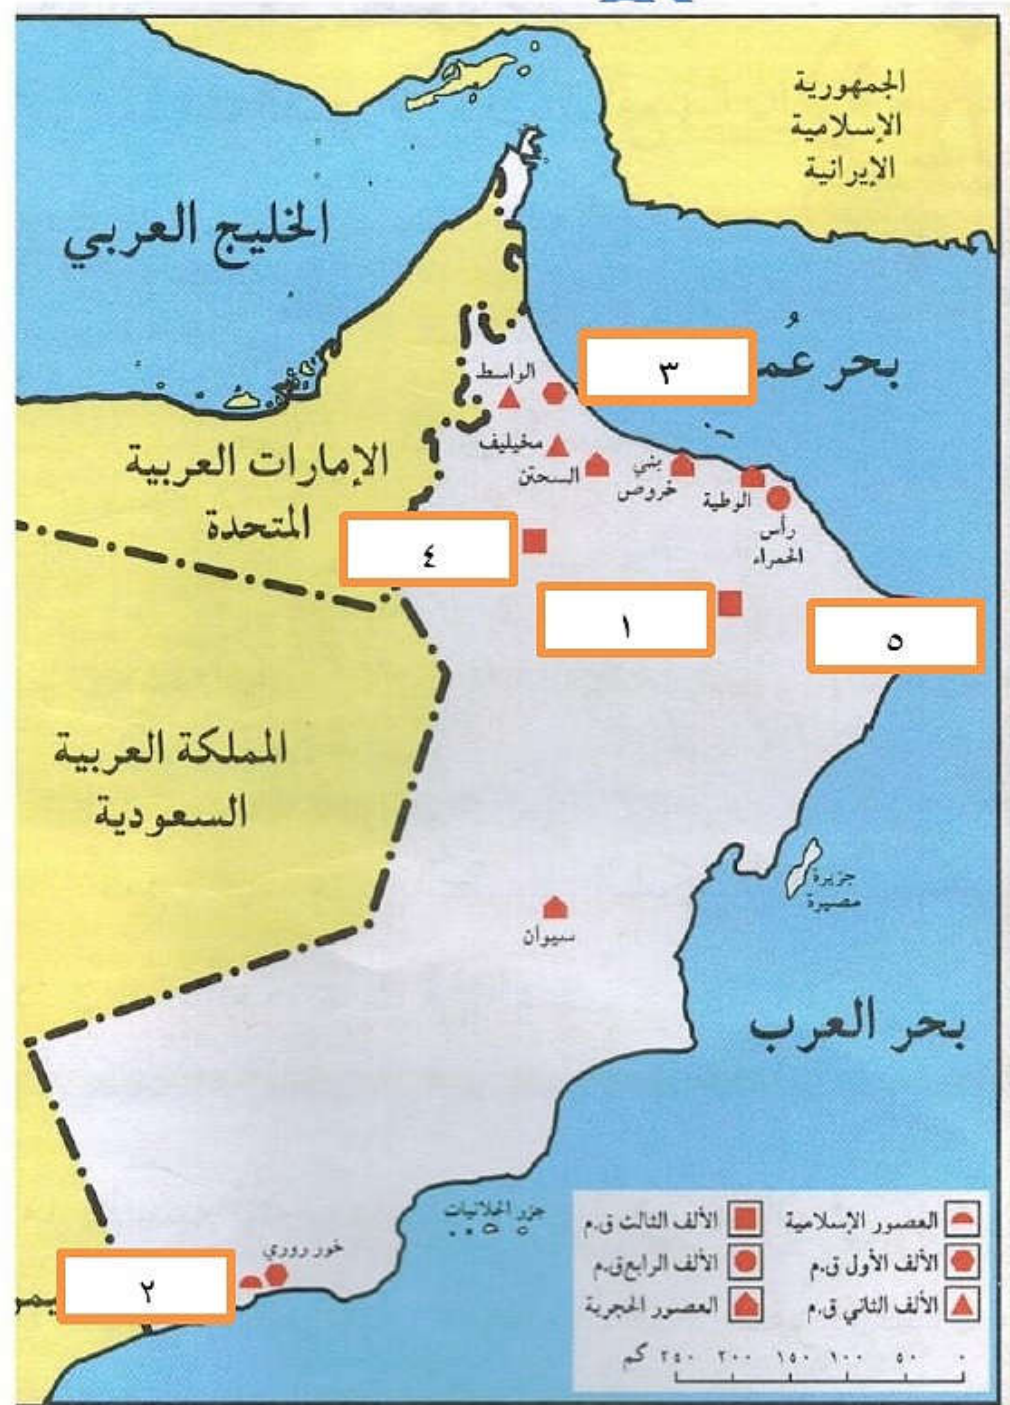 الجمهورية
الإسلامية
الإيرانية
الخليج العربي
بحر عُم
٣
الواسط
مخيليف
السحتن
بني
خروص
الوطية
رأس
الحمراء
الإمارات العربية
المتحدة
٤
١
٥
المملكة العربية
السعودية
جزيرة
مصيرة
سيوان
بحر العرب
جزر الحلانيات
خور روري
٢
يمو
العصور الإسلامية
الألف الثالث ق.م
الألف الأول ق.م
الألف الرابع ق.م
الألف الثاني ق.م
العصور الحجرية
٠ ٥٠ ١٠٠ ١٥٠ ٢٠٠ ٢٥٠ كم